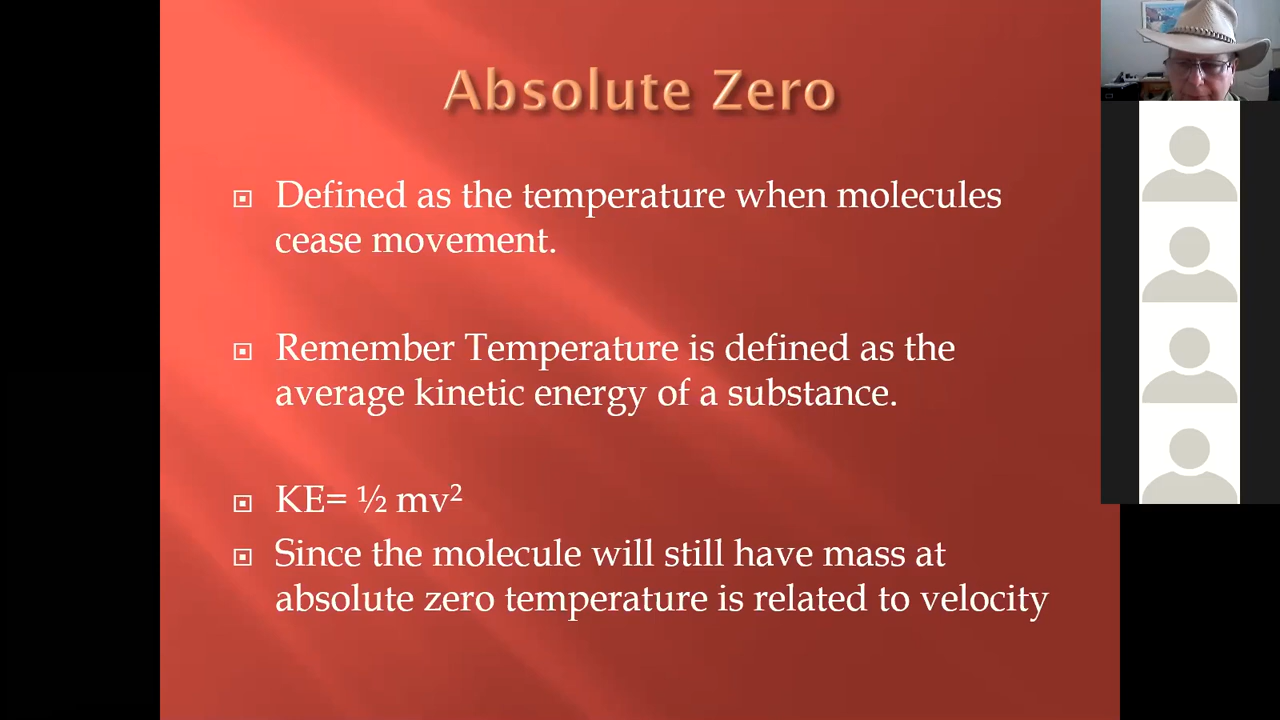 Absolute Zero
Defined as the temperature when molecules
cease movement.
Remember Temperature is defined as the
average kinetic energy of a substance.
KE= ½ mv²
Since the molecule will still have mass at
absolute zero temperature is related to velocity